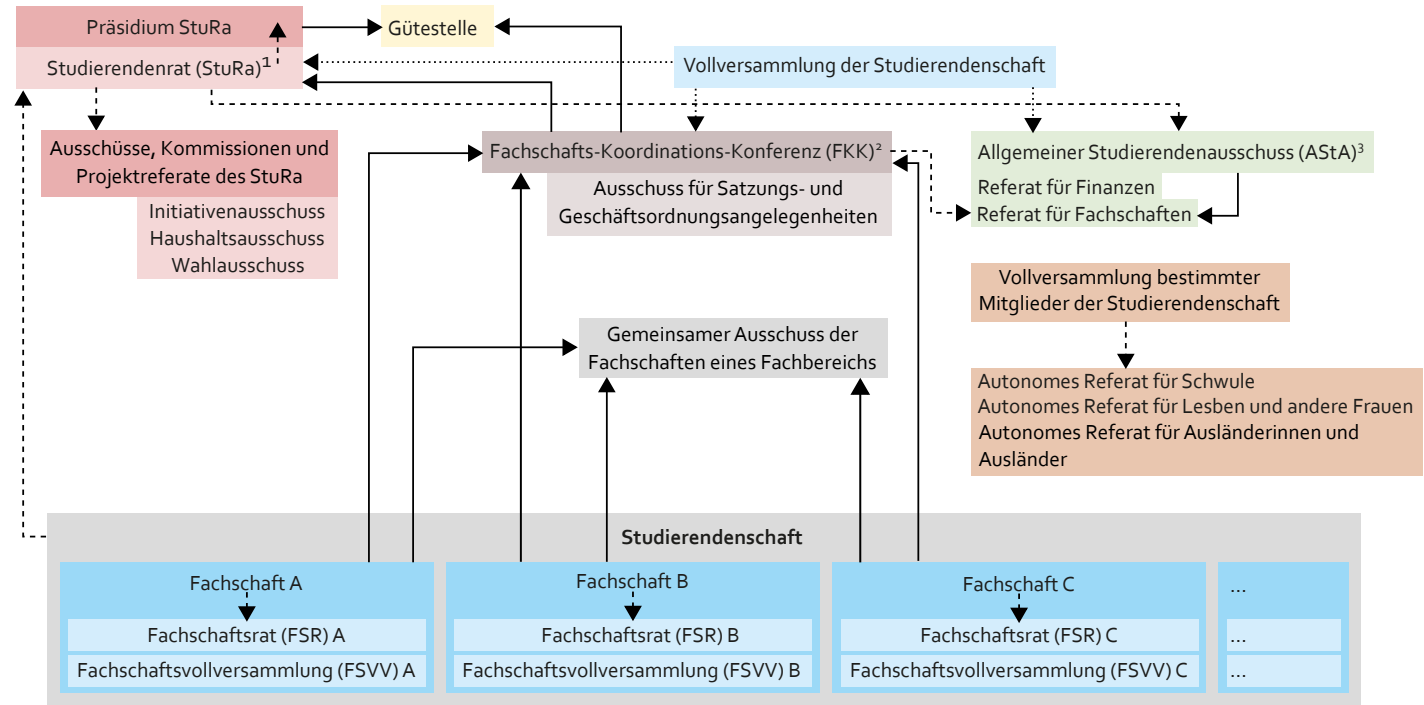 Präsidium StuRa
Gütestelle
Studierendenrat (StuRa)¹
Vollversammlung der Studierendenschaft
Ausschüsse, Kommissionen und
Projektreferate des StuRa
Initiativenausschuss
Haushaltsausschuss
Wahlausschuss
Fachschafts-Koordinations-Konferenz (FKK)²
Ausschuss für Satzungs- und
Geschäftsordnungsangelegenheiten
Allgemeiner Studierendenausschuss (AStA)³
Referat für Finanzen
Referat für Fachschaften
Vollversammlung bestimmter
Mitglieder der Studierendenschaft
Gemeinsamer Ausschuss der
Fachschaften eines Fachbereichs
Autonomes Referat für Schwule
Autonomes Referat für Lesben und andere Frauen
Autonomes Referat für Ausländerinnen und
Ausländer
Studierendenschaft
Fachschaft A
Fachschaftsrat (FSR) A
Fachschaftsvollversammlung (FSVV) A
Fachschaft B
Fachschaftsrat (FSR) B
Fachschaftsvollversammlung (FSVV) B
Fachschaft C
Fachschaftsrat (FSR) C
Fachschaftsvollversammlung (FSVV) C
...
...
...